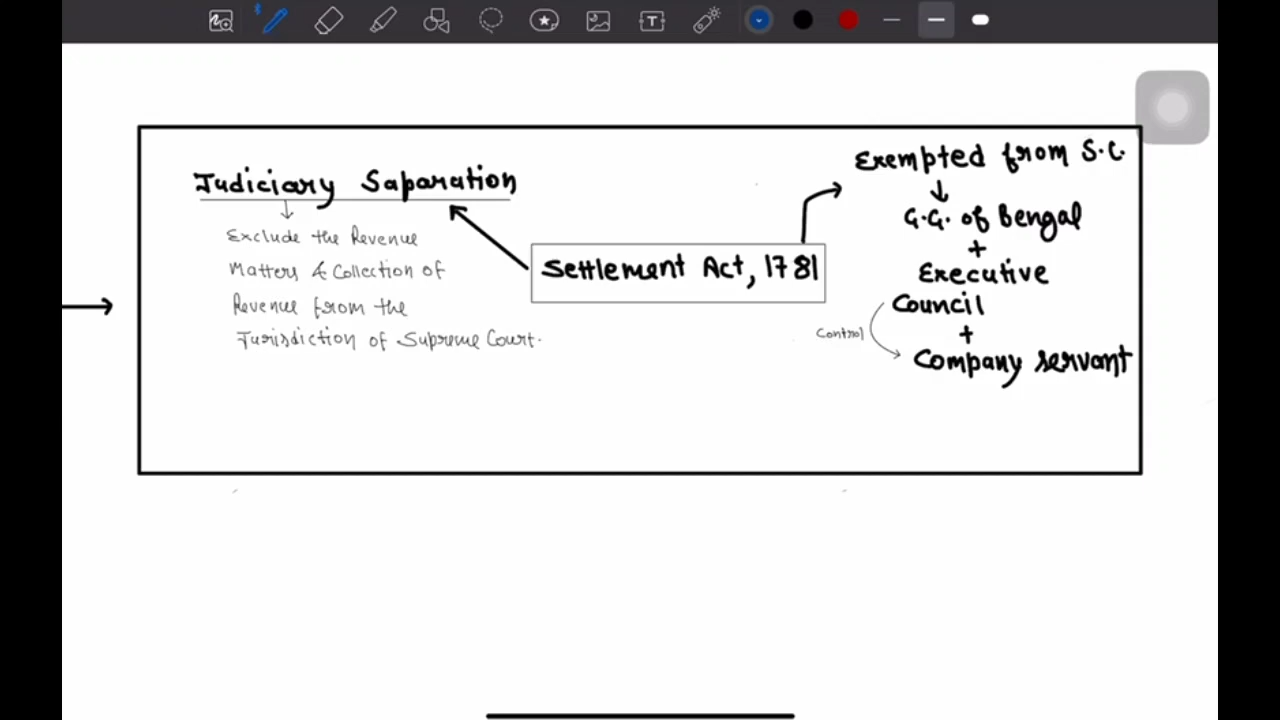 Judiciary Saparation
Exclude the Revenue
Matters & Collection of
Revenue from the
Jurisdiction of Supreme Court.
Settlement Act, 1781
Exempted from S.C.
G.G. of Bengal
+
Executive
Council
+
Control
Company servant